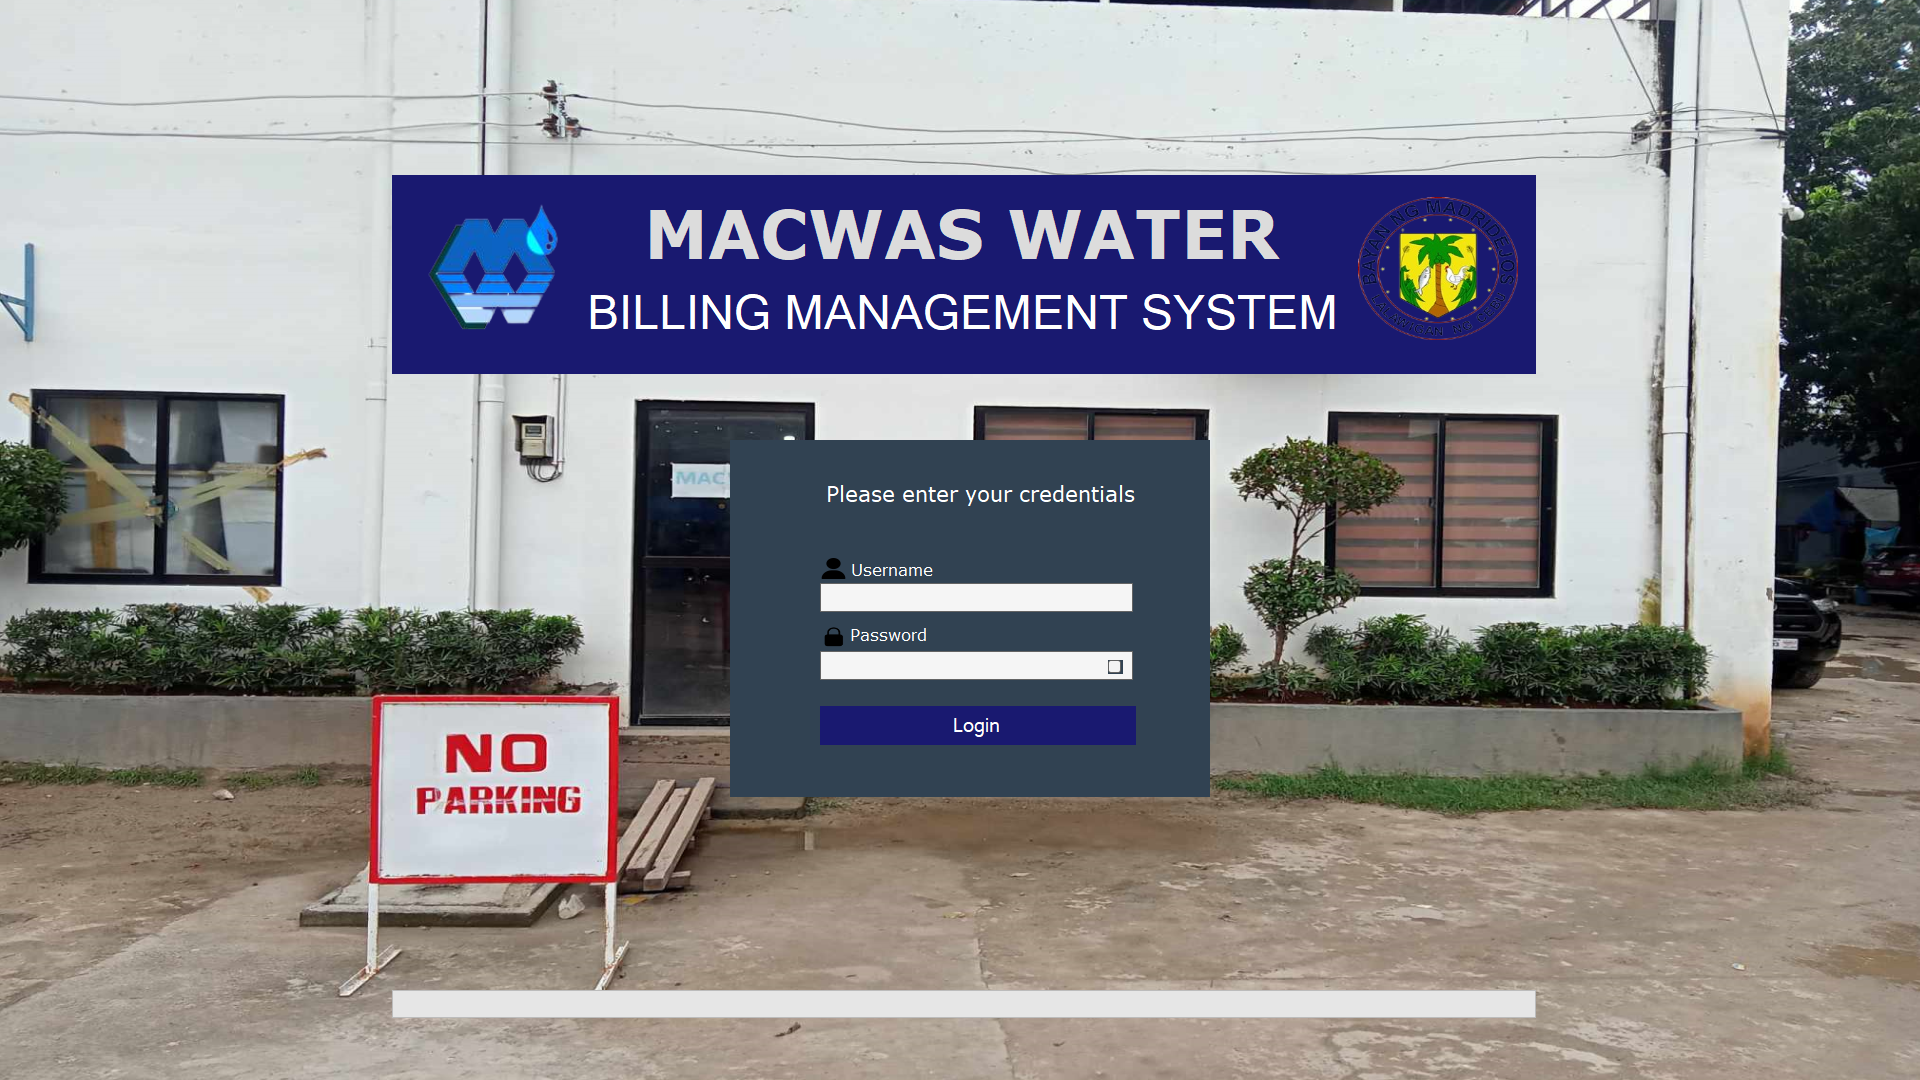 MACWAS WATER
BILLING MANAGEMENT SYSTEM
BAYAN NG MADRIDEJOS
MAC
Please enter your credentials
Username
Password
Login
NO
PARKING